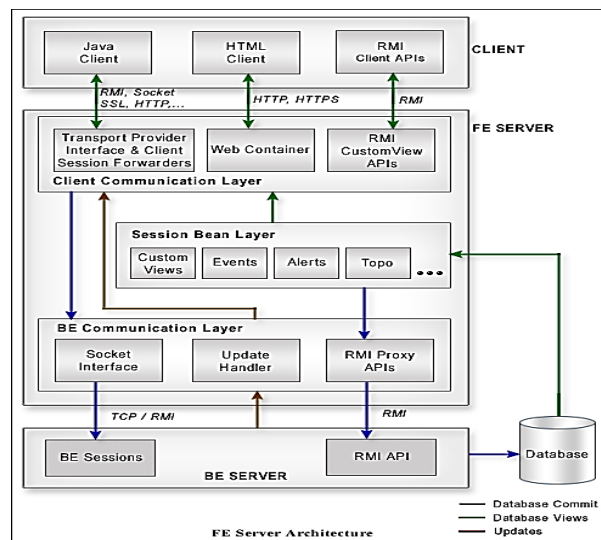 Java
Client
HTML
Client
RMI
Client APIs
CLIENT
RMI, Socket
SSL, HTTP,...
HTTP, HTTPS
RMI
FE SERVER
Transport Provider
Interface & Client
Session Forwarders
Web Container
RMI
CustomView
APIs
Client Communication Layer
Session Bean Layer
Custom
Views
Events
Alerts
Topo
...
BE Communication Layer
Socket
Interface
Update
Handler
RMI Proxy
APIs
TCP / RMI
RMI
BE Sessions
RMI API
BE SERVER
Database
Database Commit
Database Views
Updates
FE Server Architecture